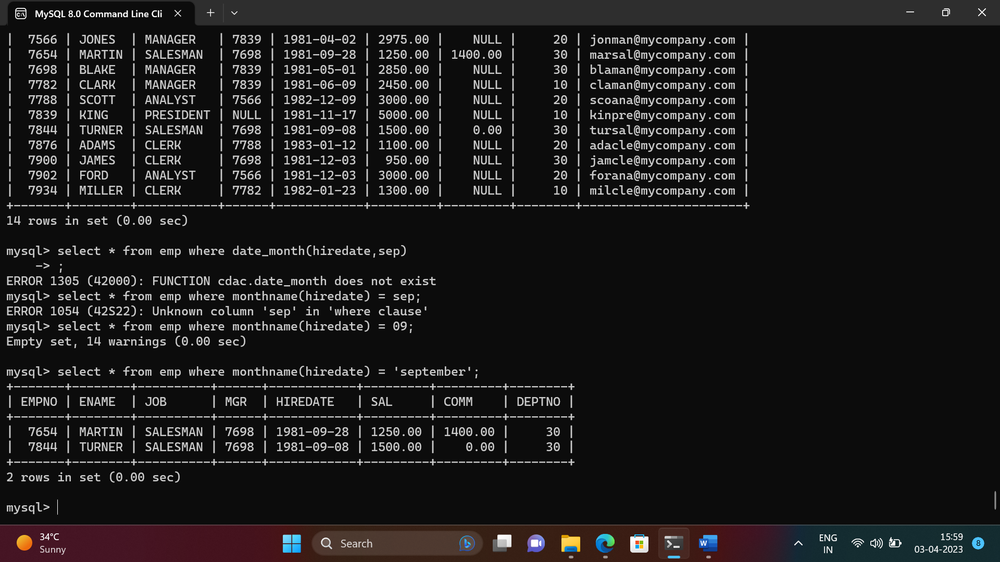 MySQL 8.0 Command Line Cli
|  7566 | JONES  | MANAGER   | 7839 | 1981-04-02 | 2975.00 |    NULL |     20 | jonman@mycompany.com |
|  7654 | MARTIN | SALESMAN  | 7698 | 1981-09-28 | 1250.00 | 1400.00 |     30 | marsal@mycompany.com |
|  7698 | BLAKE  | MANAGER   | 7839 | 1981-05-01 | 2850.00 |    NULL |     30 | blaman@mycompany.com |
|  7782 | CLARK  | MANAGER   | 7839 | 1981-06-09 | 2450.00 |    NULL |     10 | claman@mycompany.com |
|  7788 | SCOTT  | ANALYST   | 7566 | 1982-12-09 | 3000.00 |    NULL |     20 | scoana@mycompany.com |
|  7839 | KING   | PRESIDENT | NULL | 1981-11-17 | 5000.00 |    NULL |     10 | kinpre@mycompany.com |
|  7844 | TURNER | SALESMAN  | 7698 | 1981-09-08 | 1500.00 |    0.00 |     30 | tursal@mycompany.com |
|  7876 | ADAMS  | CLERK     | 7788 | 1983-01-12 | 1100.00 |    NULL |     20 | adacle@mycompany.com |
|  7900 | JAMES  | CLERK     | 7698 | 1981-12-03 |  950.00 |    NULL |     30 | jamcle@mycompany.com |
|  7902 | FORD   | ANALYST   | 7566 | 1981-12-03 | 3000.00 |    NULL |     20 | forana@mycompany.com |
|  7934 | MILLER | CLERK     | 7782 | 1982-01-23 | 1300.00 |    NULL |     10 | milcle@mycompany.com |
+-------+--------+-----------+------+------------+---------+---------+--------+----------------------+
14 rows in set (0.00 sec)
mysql> select * from emp where date_month(hiredate,sep)
    -> ;
ERROR 1305 (42000): FUNCTION cdac.date_month does not exist
mysql> select * from emp where monthname(hiredate) = sep;
ERROR 1054 (42S22): Unknown column 'sep' in 'where clause'
mysql> select * from emp where monthname(hiredate) = 09;
Empty set, 14 warnings (0.00 sec)
mysql> select * from emp where monthname(hiredate) = 'september';
+-------+--------+----------+------+------------+---------+---------+--------+
| EMPNO | ENAME  | JOB      | MGR  | HIREDATE   | SAL     | COMM    | DEPTNO |
+-------+--------+----------+------+------------+---------+---------+--------+
|  7654 | MARTIN | SALESMAN | 7698 | 1981-09-28 | 1250.00 | 1400.00 |     30 |
|  7844 | TURNER | SALESMAN | 7698 | 1981-09-08 | 1500.00 |    0.00 |     30 |
+-------+--------+----------+------+------------+---------+---------+--------+
2 rows in set (0.00 sec)
mysql>
34°C
Sunny
Search
ENG
IN
15:59
03-04-2023
8